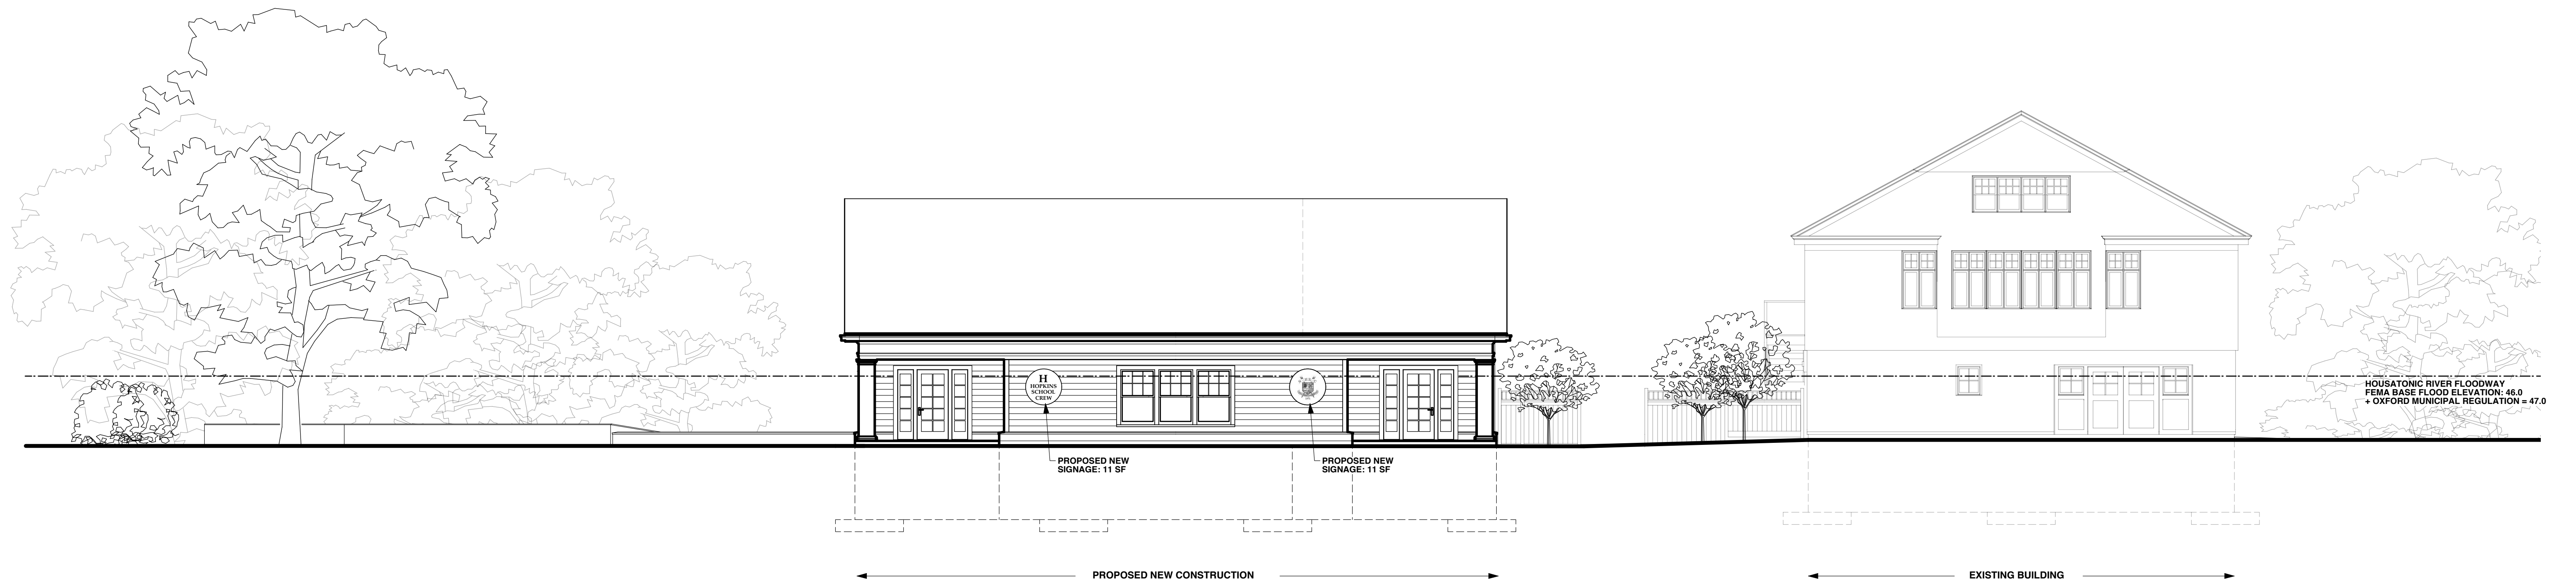 H
HOPKINS
SCHOOL
CREW
HOUSATONIC RIVER FLOODWAY
FEMA BASE FLOOD ELEVATION: 46.0
+ OXFORD MUNICIPAL REGULATION = 47.0
PROPOSED NEW
SIGNAGE: 11 SF
PROPOSED NEW
SIGNAGE: 11 SF
PROPOSED NEW CONSTRUCTION
EXISTING BUILDING